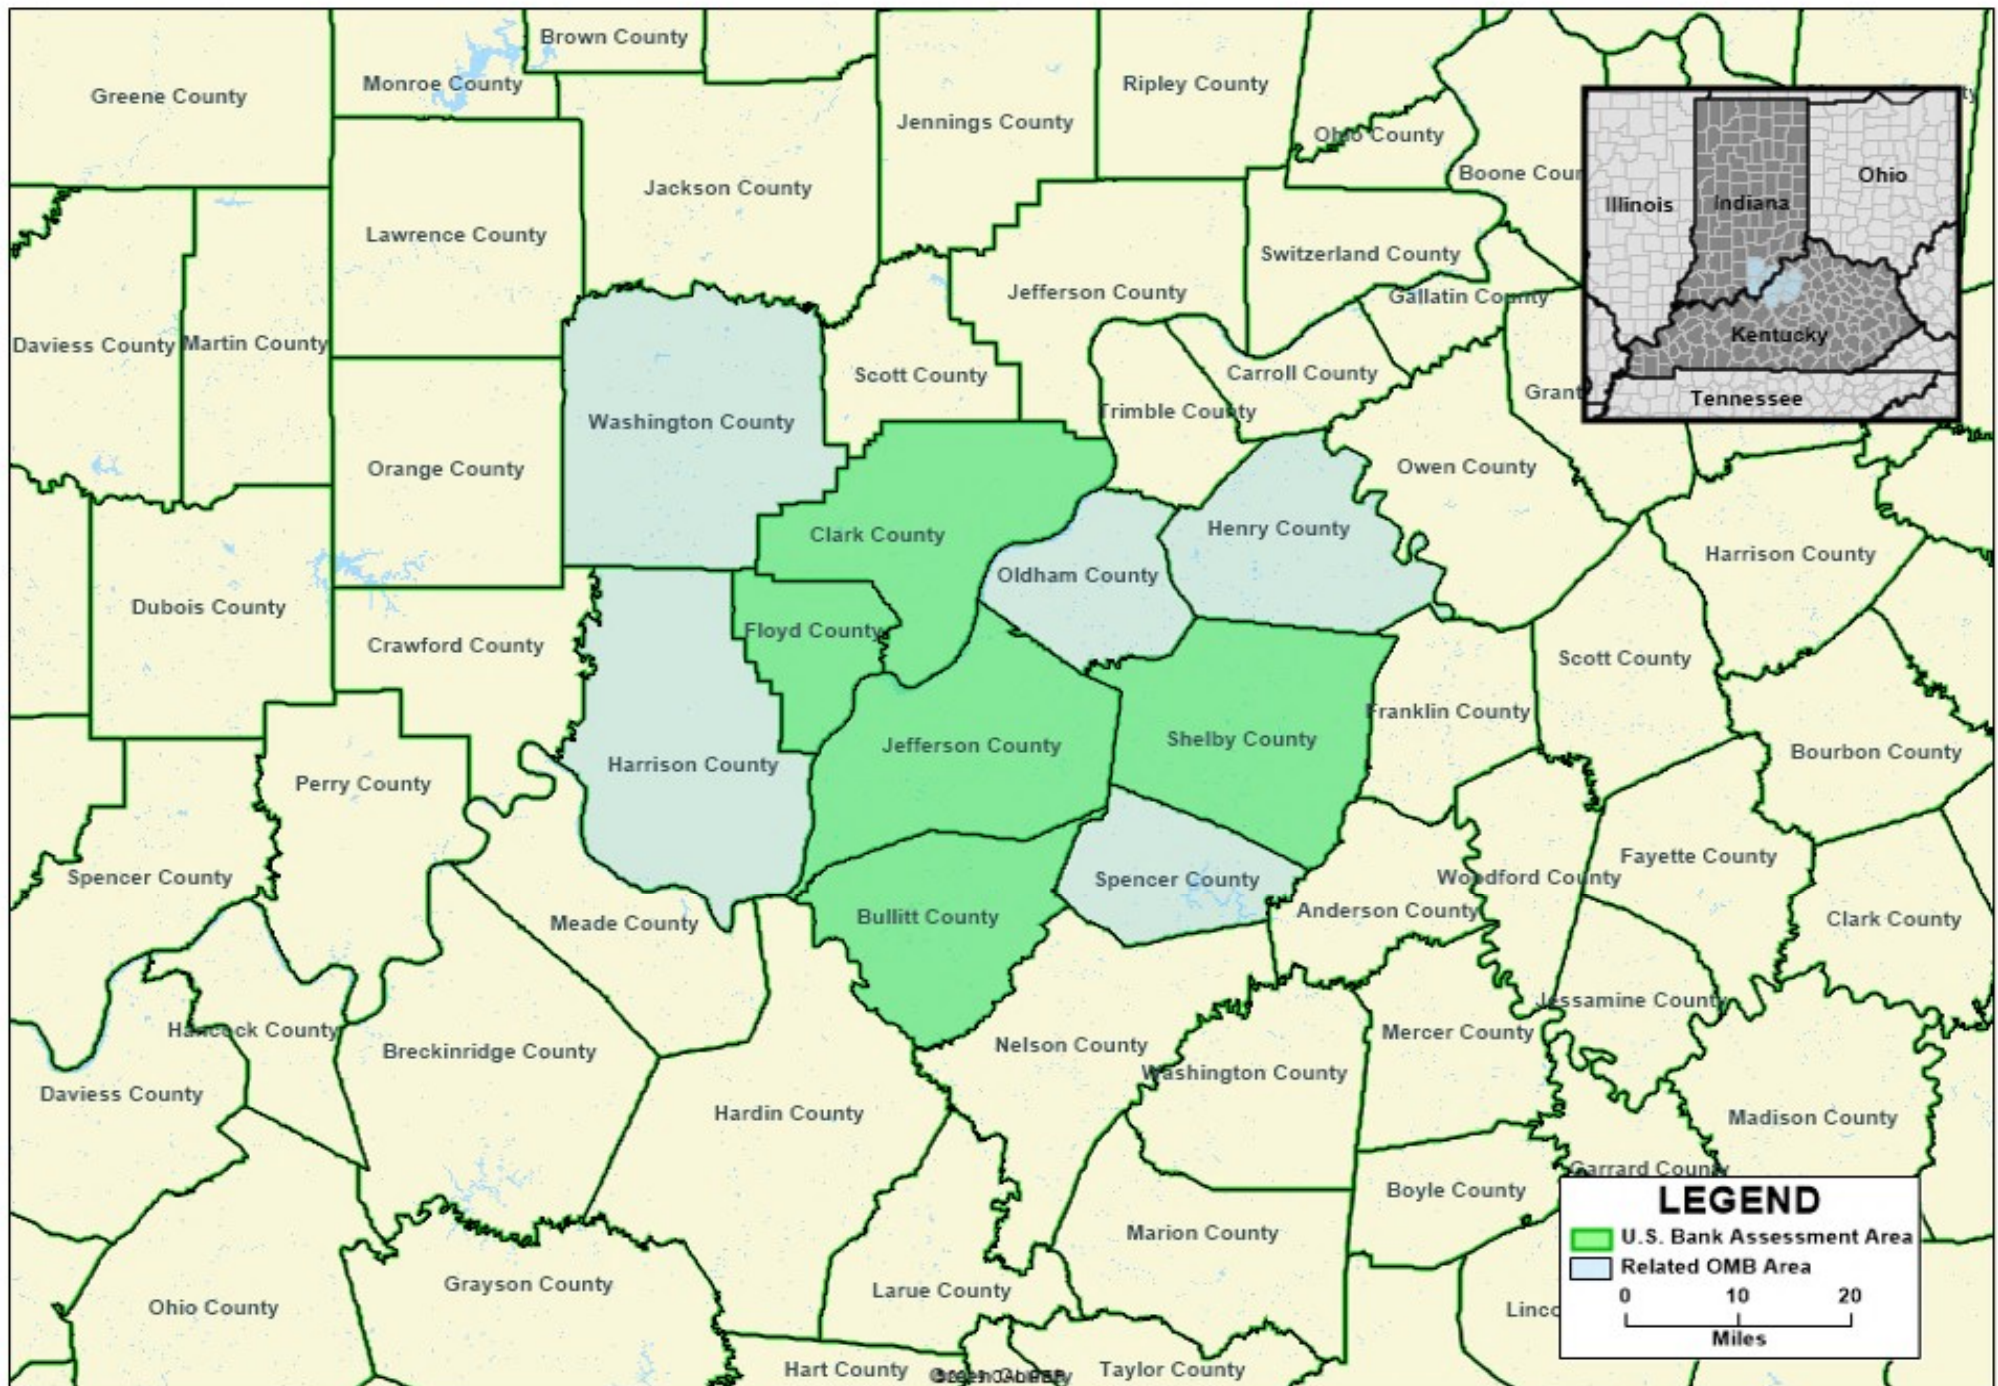 Brown County
Monroe County
Greene County
Ripley County
Jennings County
Ohio County
Boone Cour
Jackson County
Lawrence County
Switzerland County
Jefferson County
Gallatin County
Daviess County
Martin County
Scott County
Carroll County
Grant
Trimble County
Washington County
Orange County
Owen County
Clark County
Henry County
Harrison County
Oldham County
Dubois County
Floyd County
Crawford County
Scott County
Franklin County
Jefferson County
Shelby County
Bourbon County
Harrison County
Perry County
Fayette County
Spencer County
Spencer County
Woodford County
Anderson County
Bullitt County
Clark County
Meade County
Jessamine County
Hancock County
Mercer County
Nelson County
Breckinridge County
Washington County
Daviess County
Hardin County
Madison County
Garrard County
Boyle County
Marion County
Grayson County
Larue County
Ohio County
Linco
Hart County
Taylor County
Illinois
Indiana
Ohio
Kentucky
Tennessee
LEGEND
U.S. Bank Assessment Area
Related OMB Area
0 10 20
Miles